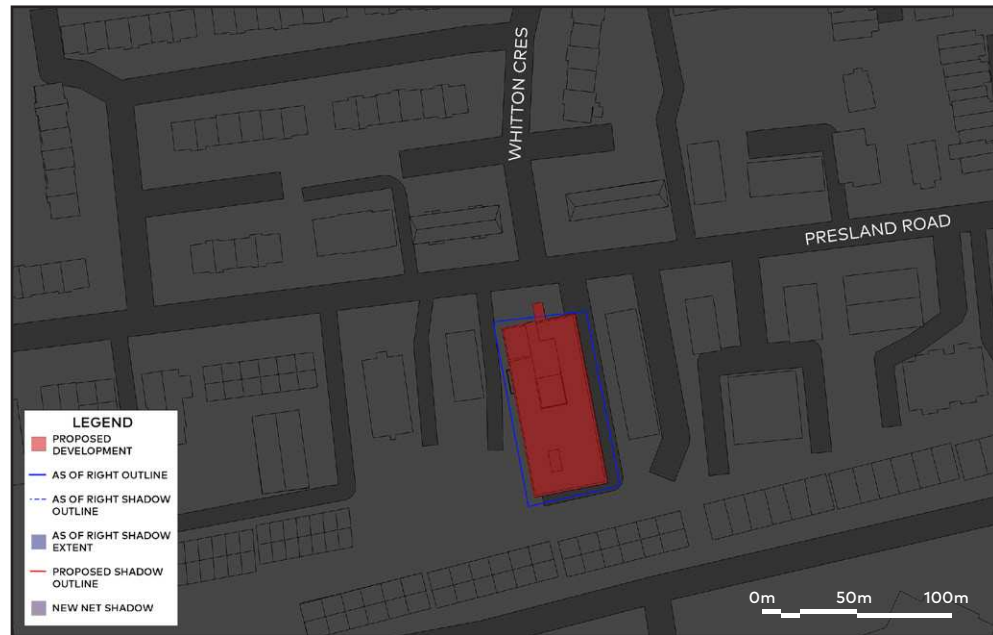 WHITTON CRES
PRESLAND ROAD
LEGEND
PROPOSED
DEVELOPMENT
AS OF RIGHT OUTLINE
AS OF RIGHT SHADOW
OUTLINE
AS OF RIGHT SHADOW
EXTENT
PROPOSED SHADOW
OUTLINE
NEW NET SHADOW
0m 50m 100m